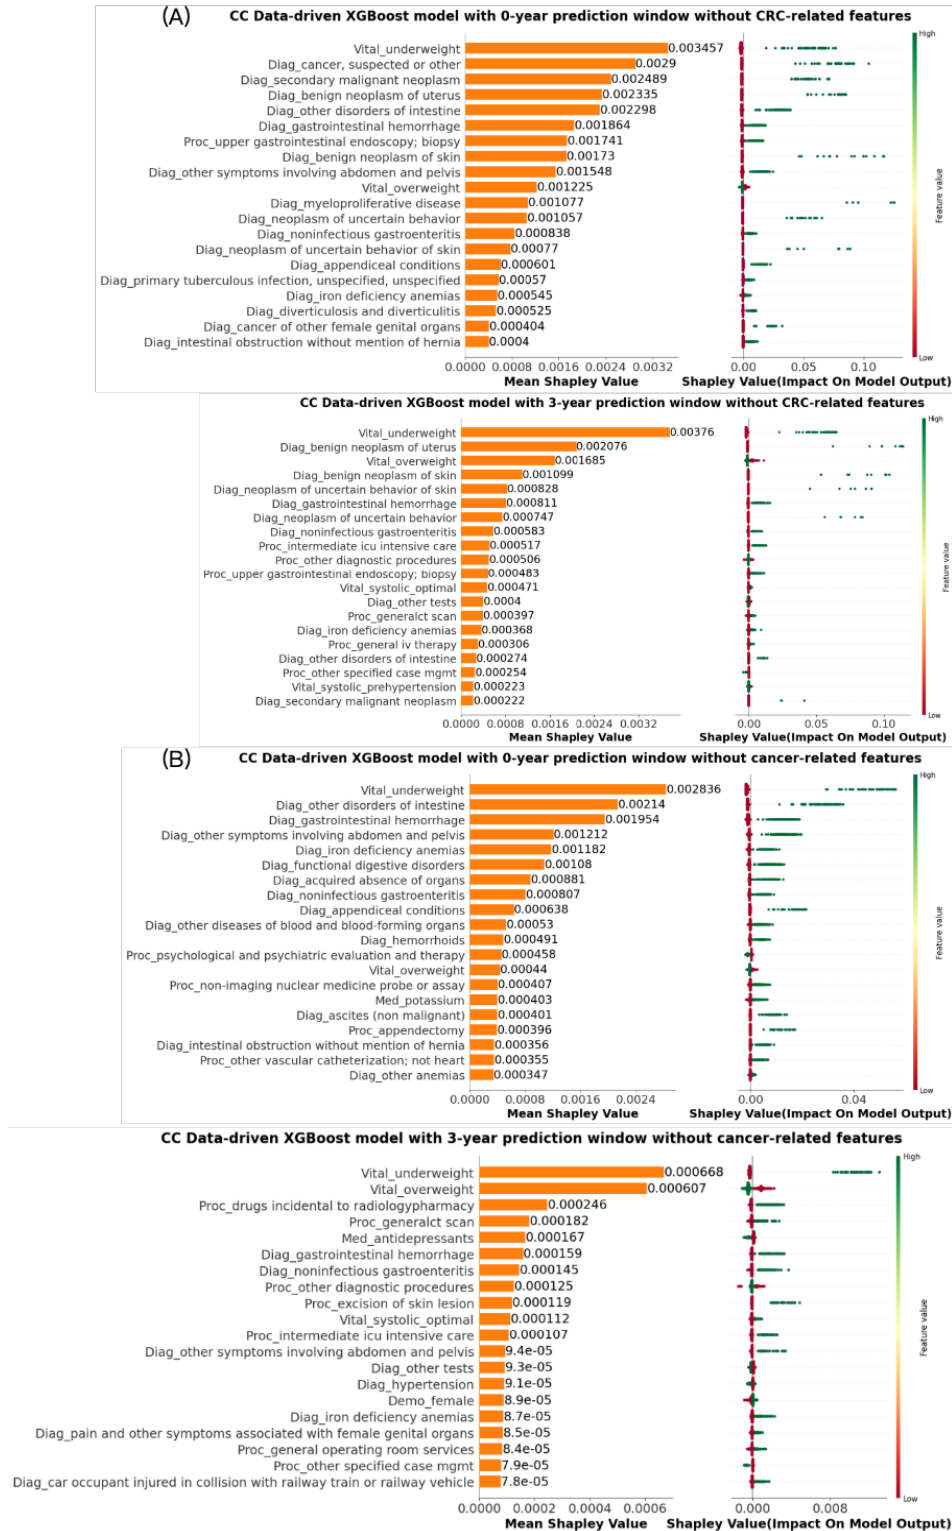 (A)
CC Data-driven XGBoost model with 0-year prediction window without CRC-related features
Vital_underweight 0.003457
Diag_cancer, suspected or other 0.0029
Diag_secondary malignant neoplasm 0.002489
Diag_benign neoplasm of uterus 0.002335
Diag_other disorders of intestine 0.002298
Diag_gastrointestinal hemorrhage 0.001864
Proc_upper gastrointestinal endoscopy; biopsy 0.001741
Diag_benign neoplasm of skin 0.00173
Diag_other symptoms involving abdomen and pelvis 0.001548
Vital_overweight 0.001225
Diag_myeloproliferative disease 0.001077
Diag_neoplasm of uncertain behavior 0.001057
Diag_noninfectious gastroenteritis 0.000838
Diag_neoplasm of uncertain behavior of skin 0.00077
Diag_appendiceal conditions 0.000601
Diag_primary tuberculous infection, unspecified, unspecified 0.00057
Diag_iron deficiency anemias 0.000545
Diag_diverticulosis and diverticulitis 0.000525
Diag_cancer of other female genital organs 0.000404
Diag_intestinal obstruction without mention of hernia 0.0004
0.0000 0.0008 0.0016 0.0024 0.0032
Mean Shapley Value
0.00 0.05 0.10
Shapley Value(Impact On Model Output)
High
Feature value
Low
CC Data-driven XGBoost model with 3-year prediction window without CRC-related features
Vital_underweight 0.00376
Diag_benign neoplasm of uterus 0.002076
Vital_overweight 0.001685
Diag_benign neoplasm of skin 0.001099
Diag_neoplasm of uncertain behavior of skin 0.000828
Diag_gastrointestinal hemorrhage 0.000811
Diag_neoplasm of uncertain behavior 0.000747
Diag_noninfectious gastroenteritis 0.000583
Proc_intermediate icu intensive care 0.000517
Proc_other diagnostic procedures 0.000506
Proc_upper gastrointestinal endoscopy; biopsy 0.000483
Vital_systolic_optimal 0.000471
Diag_other tests 0.0004
Proc_generalct scan 0.000397
Diag_iron deficiency anemias 0.000368
Proc_general iv therapy 0.000306
Diag_other disorders of intestine 0.000274
Proc_other specified case mgmt 0.000254
Vital_systolic_prehypertension 0.000223
Diag_secondary malignant neoplasm 0.000222
0.0000 0.0008 0.0016 0.0024 0.0032
Mean Shapley Value
0.00 0.05 0.10
Shapley Value(Impact On Model Output)
High
Feature value
Low
(B)
CC Data-driven XGBoost model with 0-year prediction window without cancer-related features
Vital_underweight 0.002836
Diag_other disorders of intestine 0.00214
Diag_gastrointestinal hemorrhage 0.001954
Diag_other symptoms involving abdomen and pelvis 0.001212
Diag_iron deficiency anemias 0.001182
Diag_functional digestive disorders 0.00108
Diag_acquired absence of organs 0.000881
Diag_noninfectious gastroenteritis 0.000807
Diag_appendiceal conditions 0.000638
Diag_other diseases of blood and blood-forming organs 0.00053
Diag_hemorrhoids 0.000491
Proc_psychological and psychiatric evaluation and therapy 0.000458
Vital_overweight 0.00044
Proc_non-imaging nuclear medicine probe or assay 0.000407
Med_potassium 0.000403
Diag_ascites (non malignant) 0.000401
Proc_appendectomy 0.000396
Diag_intestinal obstruction without mention of hernia 0.000356
Proc_other vascular catheterization; not heart 0.000355
Diag_other anemias 0.000347
0.0000 0.0008 0.0016 0.0024
Mean Shapley Value
0.00 0.04
Shapley Value(Impact On Model Output)
High
Feature value
Low
CC Data-driven XGBoost model with 3-year prediction window without cancer-related features
Vital_underweight 0.000668
Vital_overweight 0.000607
Proc_drugs incidental to radiologypharmacy 0.000246
Proc_generalct scan 0.000182
Med_antidepressants 0.000167
Diag_gastrointestinal hemorrhage 0.000159
Diag_noninfectious gastroenteritis 0.000145
Proc_other diagnostic procedures 0.000125
Proc_excision of skin lesion 0.000119
Vital_systolic_optimal 0.000112
Proc_intermediate icu intensive care 0.000107
Diag_other symptoms involving abdomen and pelvis 9.4e-05
Diag_other tests 9.3e-05
Diag_hypertension 9.1e-05
Demo_female 8.9e-05
Diag_iron deficiency anemias 8.7e-05
Diag_pain and other symptoms associated with female genital organs 8.5e-05
Proc_general operating room services 8.4e-05
Proc_other specified case mgmt 7.9e-05
Diag_car occupant injured in collision with railway train or railway vehicle 7.8e-05
0.0000 0.0002 0.0004 0.0006
Mean Shapley Value
0.000 0.008
Shapley Value(Impact On Model Output)
High
Feature value
Low